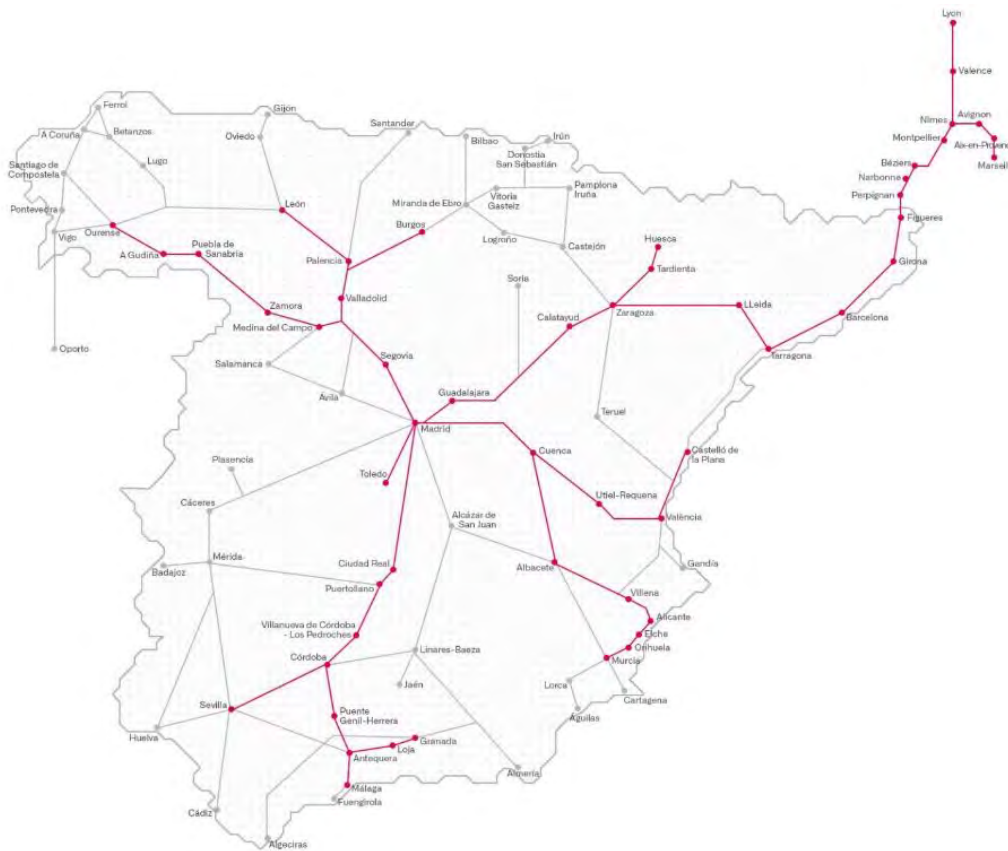 Lyon
Valence
Nîmes
Avignon
Montpellier
Aix-en-Proven
Marseil
Béziers
Narbonne
Perpignan
Figueres
Girona
Barcelona
Tarragona
LLeida
Zaragoza
Huesca
Tardienta
Calatayud
Soria
Guadalajara
Ferrol
A Coruña
Betanzos
Lugo
Santiago de
Compostela
Pontevedra
Vigo
Ourense
Oporto
A Gudiña
Puebla de
Sanabria
Zamora
Medina del Campo
Gijón
Oviedo
León
Santander
Palencia
Burgos
Valladolid
Bilbao
Irún
Donostia
San Sebastián
Vitoria
Gasteiz
Pamplona
Iruña
Miranda de Ebro
Logroño
Castejón
Segovia
Salamanca
Ávila
Madrid
Toledo
Teruel
Cuenca
Utiel-Requena
Castelló de
la Plana
València
Gandía
Plasencia
Cáceres
Mérida
Badajoz
Alcázar de
San Juan
Ciudad Real
Puertollano
Albacete
Villena
Alicante
Elche
Orihuela
Murcia
Lorca
Águilas
Cartagena
Villanueva de Córdoba
- Los Pedroches
Córdoba
Linares-Baeza
Jaén
Sevilla
Huelva
Puente
Genil-Herrera
Antequera
Loja
Granada
Almería
Málaga
Fuengirola
Cádiz
Algeciras